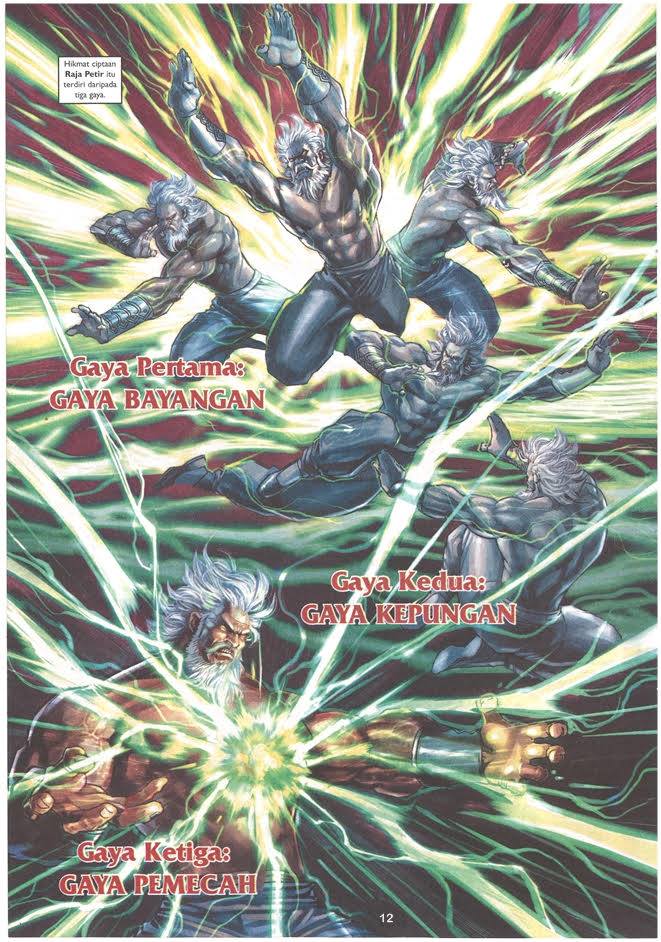 Hikmat ciptaan
Raja Petir itu
terdiri daripada
tiga gaya.
Gaya Pertama:
GAYA BAYANGAN
Gaya Kedua:
GAYA KEPUNGAN
Gaya Ketiga:
GAYA PEMECAH
12